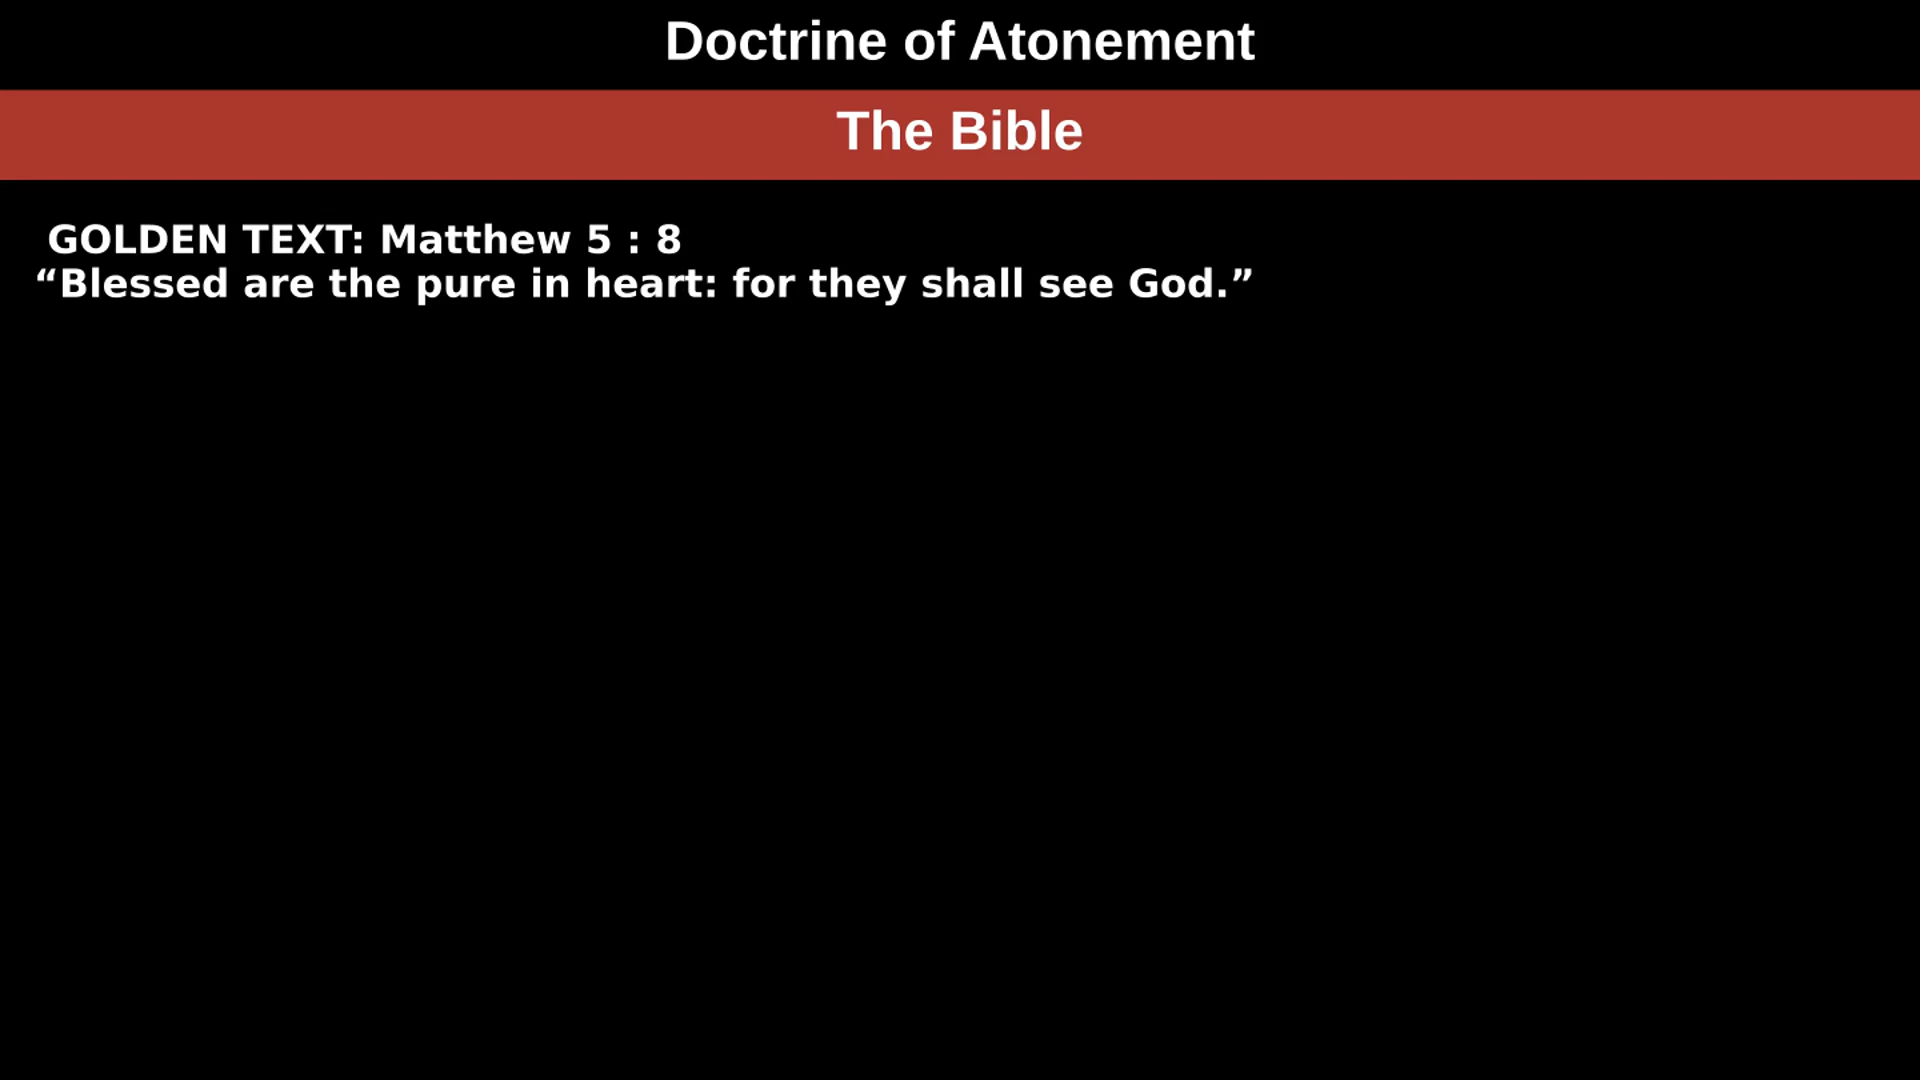 Doctrine of Atonement
The Bible
GOLDEN TEXT: Matthew 5 : 8
“Blessed are the pure in heart: for they shall see God.”